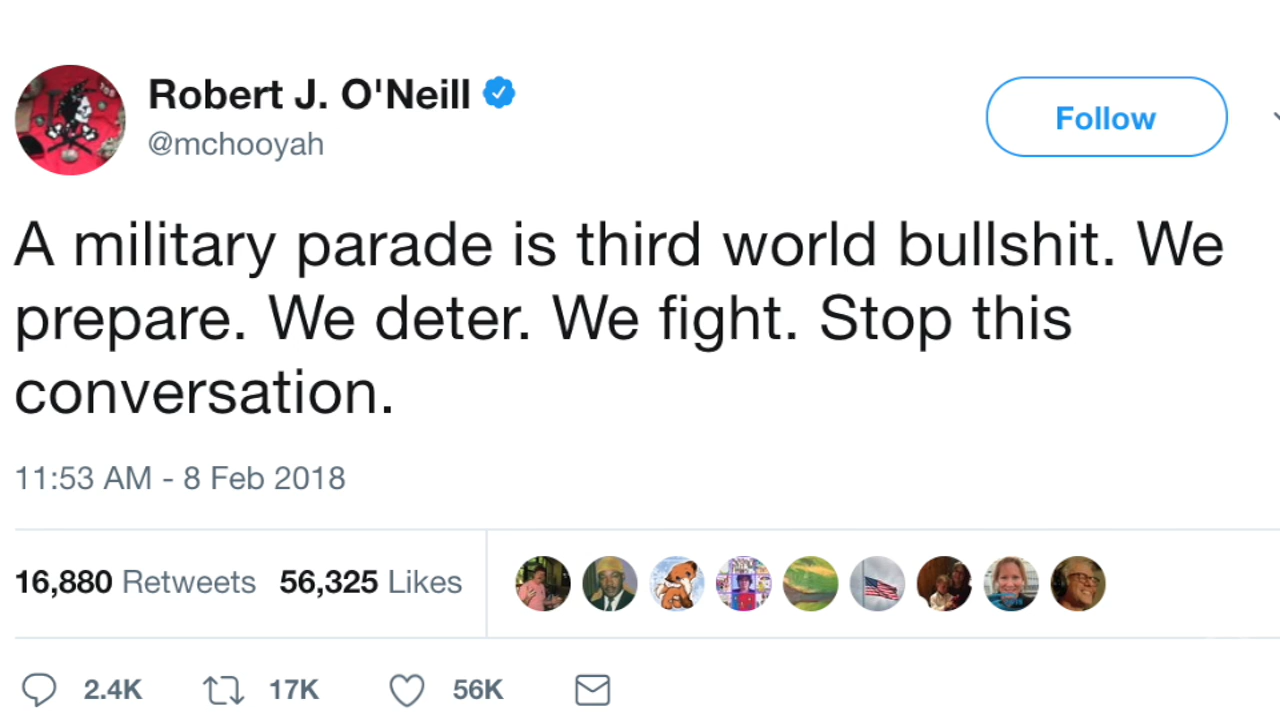 Robert J. O'Neill
@mchooyah
Follow
A military parade is third world bullshit. We
prepare. We deter. We fight. Stop this
conversation.
11:53 AM - 8 Feb 2018
16,880 Retweets 56,325 Likes
2.4K 17K 56K